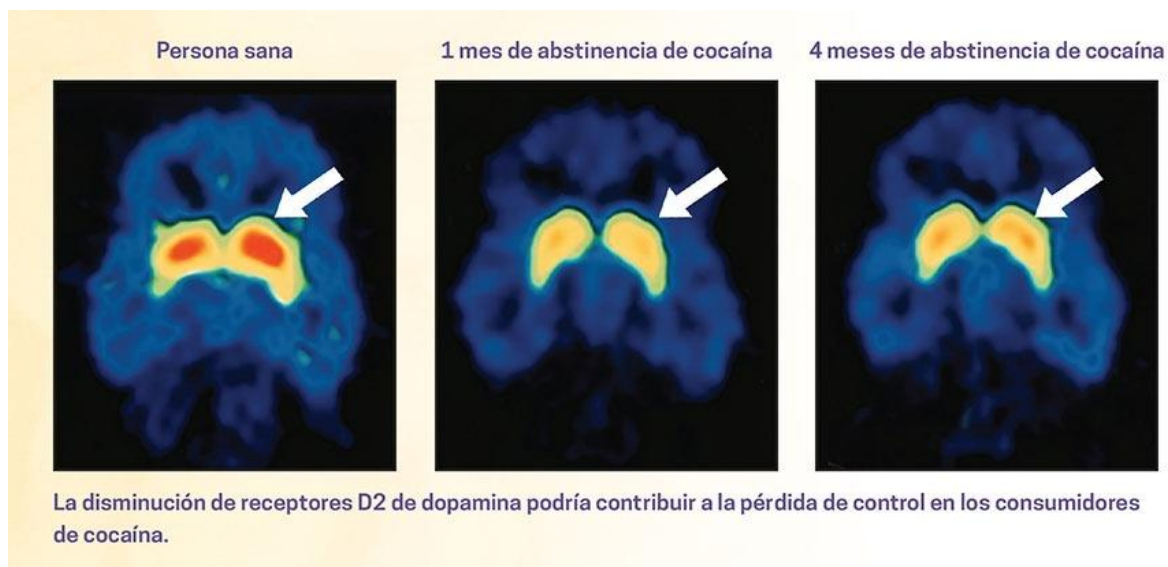 Persona sana
1 mes de abstinencia de cocaína
4 meses de abstinencia de cocaína
La disminución de receptores D2 de dopamina podría contribuir a la pérdida de control en los consumidores
de cocaína.